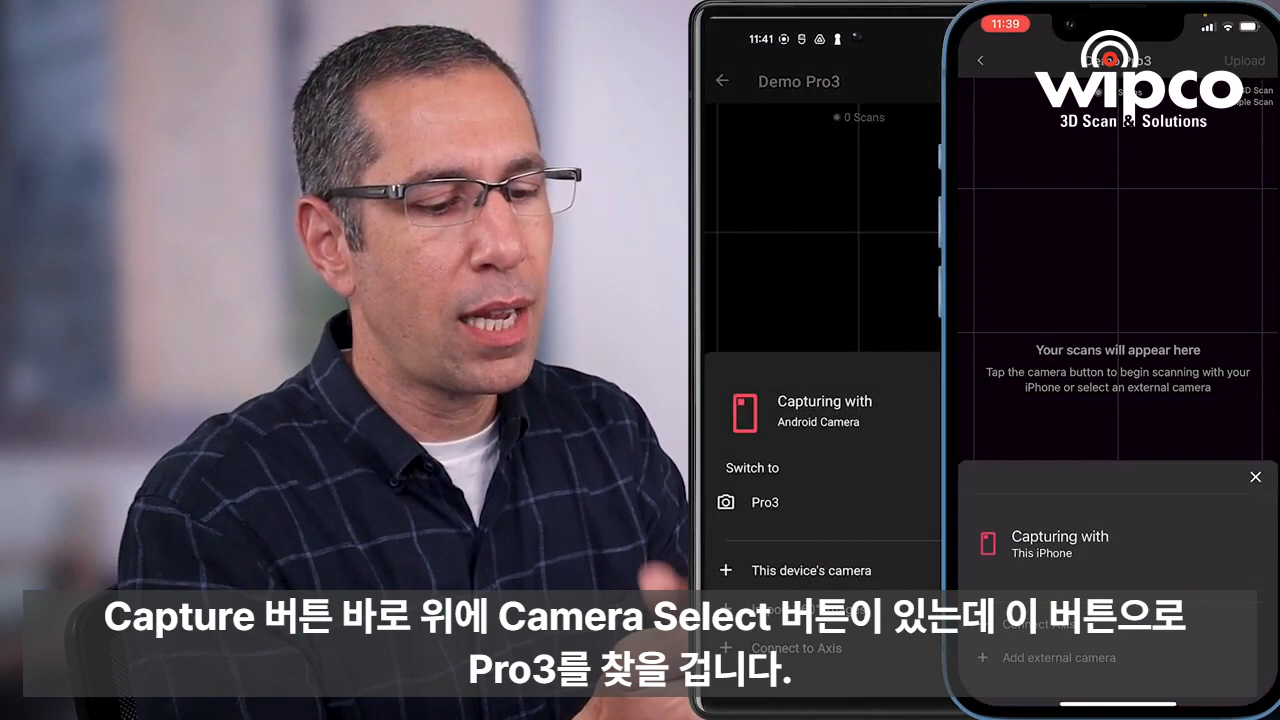 11:41
Demo Pro3
0 Scans
Capturing with
Android Camera
Switch to
Pro3
This device's camera
Connect to Axis
11:39
Upload
wipco
3D Scan & Solutions
Your scans will appear here
Tap the camera button to begin scanning with your
iPhone or select an external camera
Capturing with
This iPhone
Connect Axis
Add external camera
Capture 버튼 바로 위에 Camera Select 버튼이 있는데 이 버튼으로
Pro3를 찾을 겁니다.